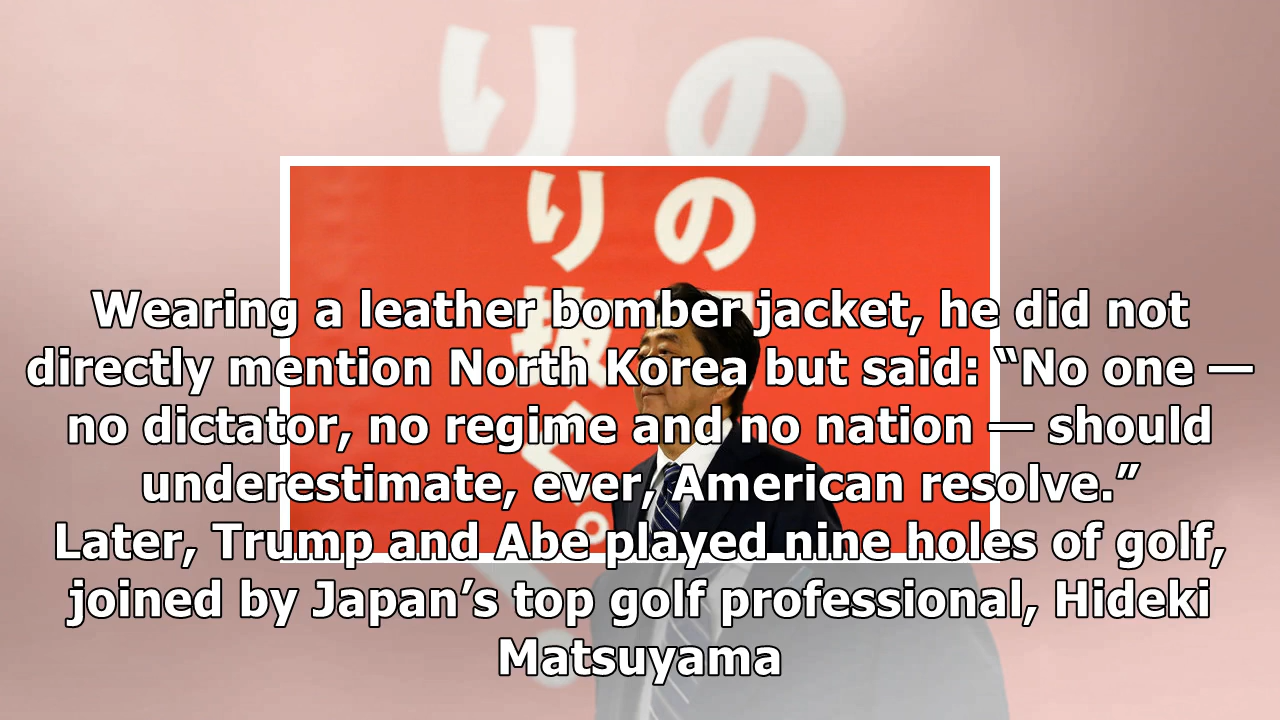 りの
りの
抜
く。
Wearing a leather bomber jacket, he did not
directly mention North Korea but said: “No one —
no dictator, no regime and no nation — should
underestimate, ever, American resolve.”
Later, Trump and Abe played nine holes of golf,
joined by Japan’s top golf professional, Hideki
Matsuyama